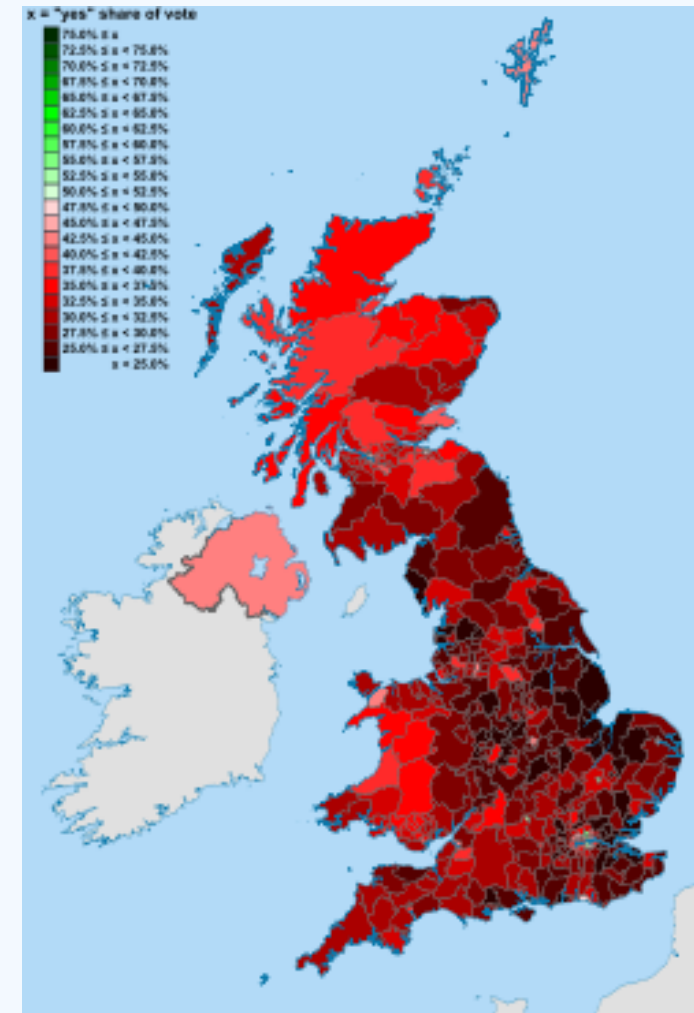 x = "yes" share of vote
75.0% ≤ x
72.5% ≤ x < 75.0%
70.0% ≤ x < 72.5%
67.5% ≤ x < 70.0%
65.0% ≤ x < 67.5%
62.5% ≤ x < 65.0%
60.0% ≤ x < 62.5%
57.5% ≤ x < 60.0%
55.0% ≤ x < 57.5%
52.5% ≤ x < 55.0%
50.0% ≤ x < 52.5%
47.5% ≤ x < 50.0%
45.0% ≤ x < 47.5%
42.5% ≤ x < 45.0%
40.0% ≤ x < 42.5%
37.5% ≤ x < 40.0%
35.0% ≤ x < 37.5%
32.5% ≤ x < 35.0%
30.0% ≤ x < 32.5%
27.5% ≤ x < 30.0%
25.0% ≤ x < 27.5%
x < 25.0%